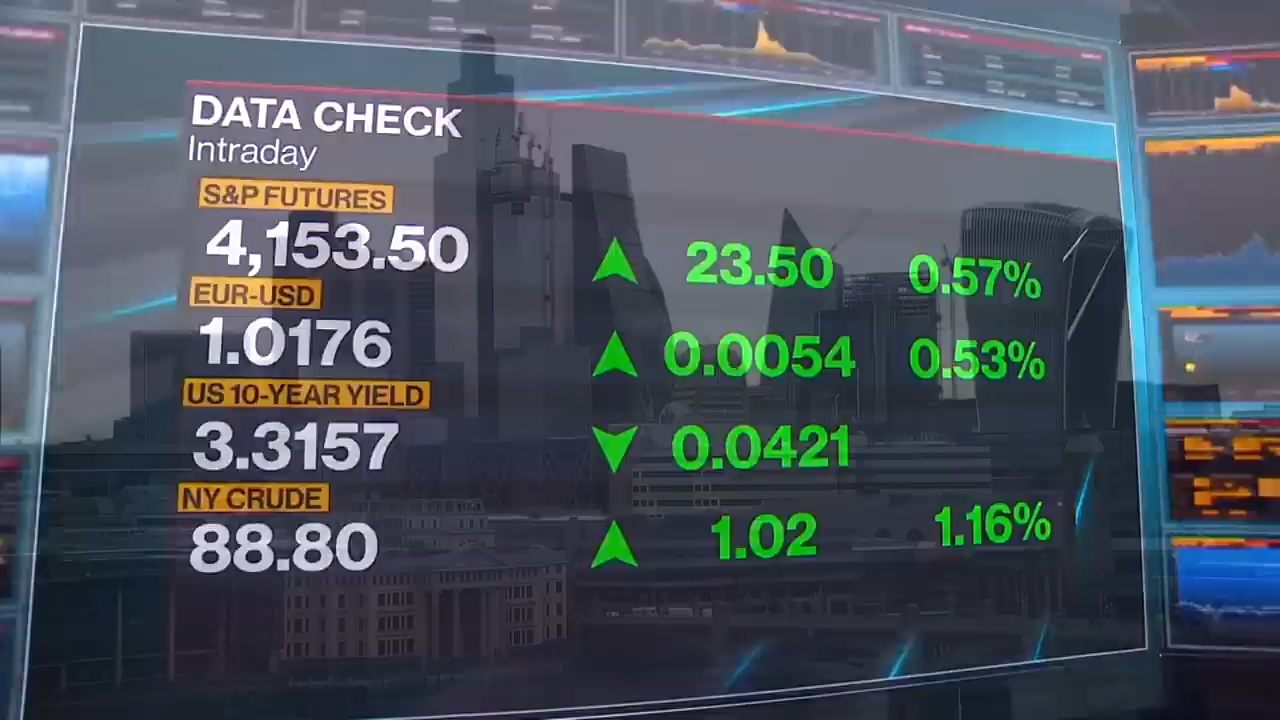 DATA CHECK
Intraday
S&P FUTURES
4,153.50 ▲ 23.50 0.57%
EUR-USD
1.0176 ▲ 0.0054 0.53%
US 10-YEAR YIELD
3.3157 ▼ 0.0421
NY CRUDE
88.80 ▲ 1.02 1.16%